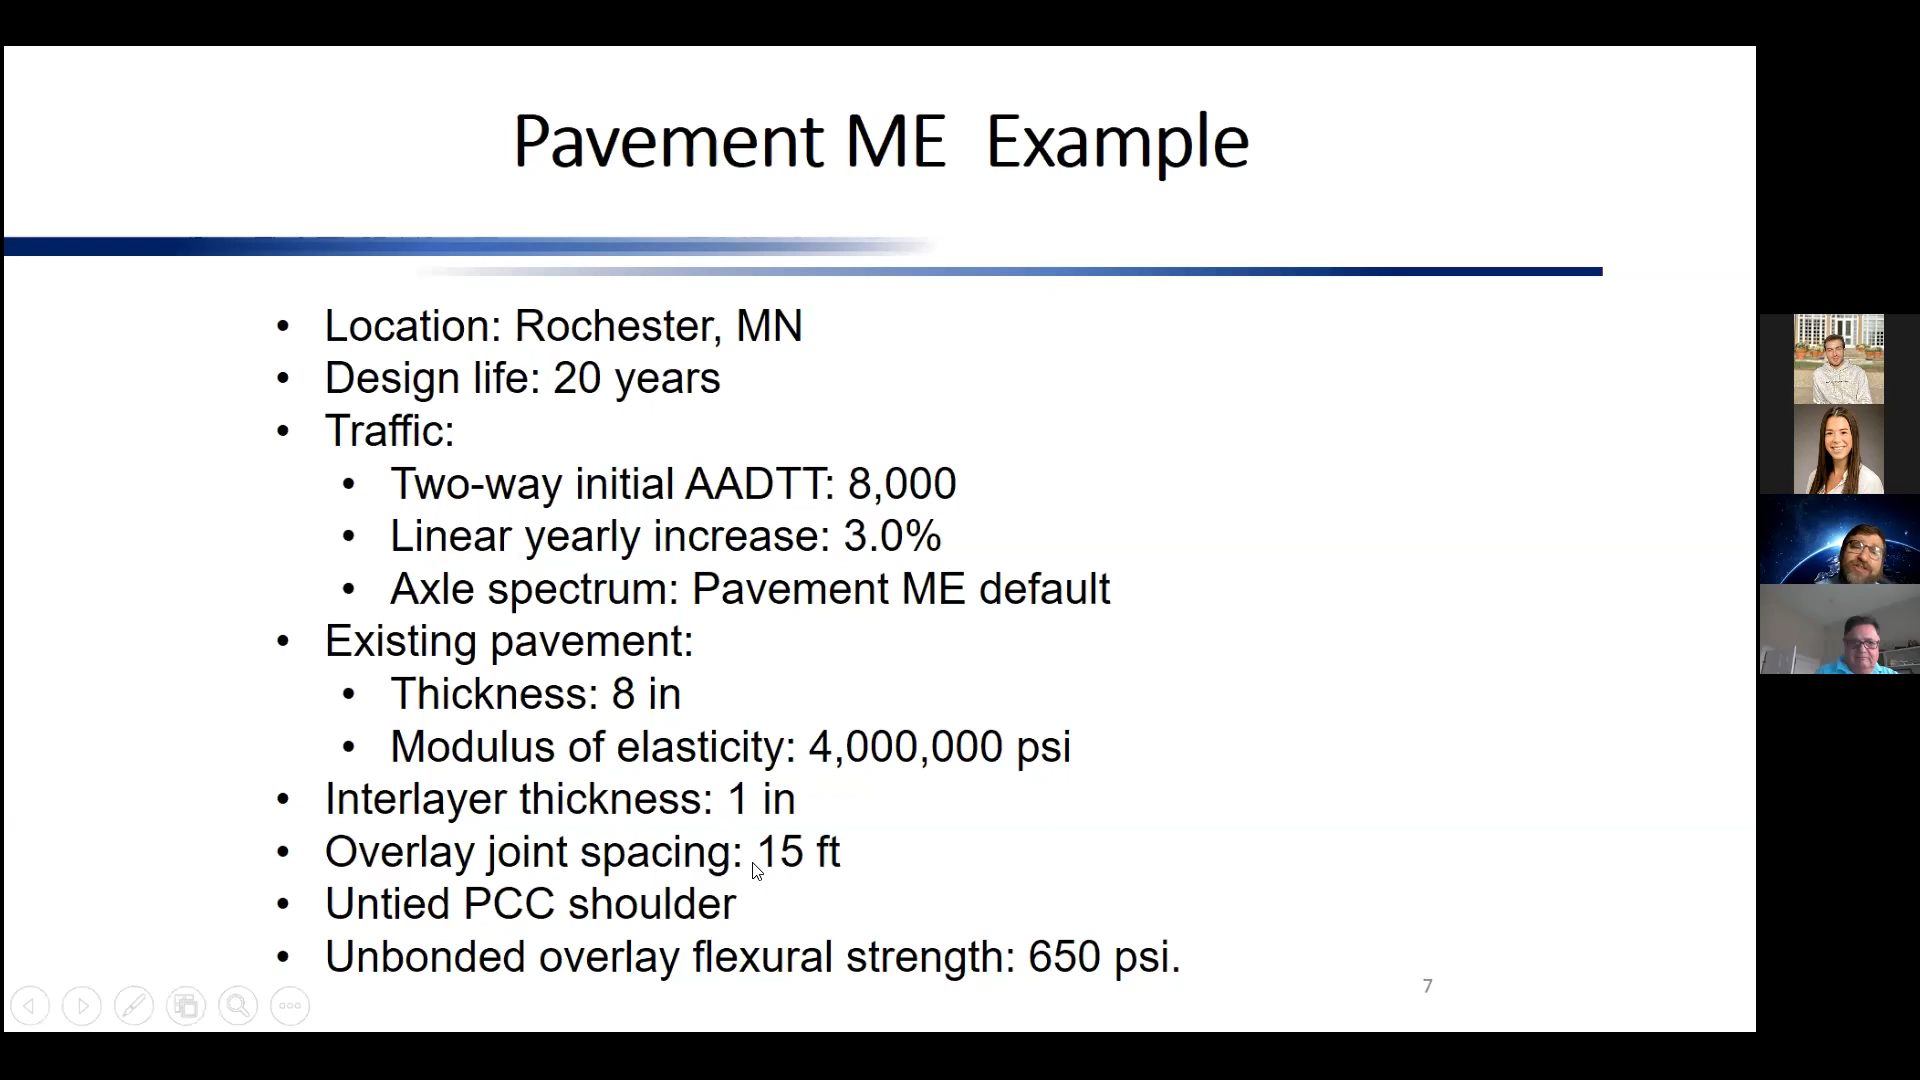 Pavement ME  Example
• Location: Rochester, MN
• Design life: 20 years
• Traffic:
• Two-way initial AADTT: 8,000
• Linear yearly increase: 3.0%
• Axle spectrum: Pavement ME default
• Existing pavement:
• Thickness: 8 in
• Modulus of elasticity: 4,000,000 psi
• Interlayer thickness: 1 in
• Overlay joint spacing: 15 ft
• Untied PCC shoulder
• Unbonded overlay flexural strength: 650 psi.
7